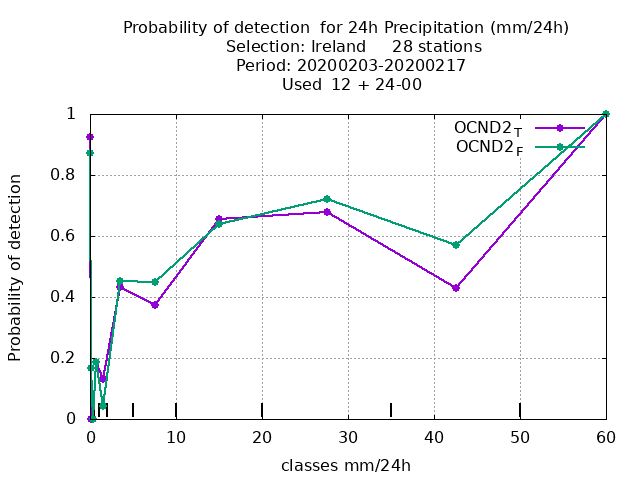 Probability of detection  for 24h Precipitation (mm/24h)
Selection: Ireland     28 stations
Period: 20200203-20200217
Used  12 + 24-00
OCND2T
OCND2F
1
0.8
0.6
0.4
0.2
0
Probability of detection
0 10 20 30 40 50 60
classes mm/24h